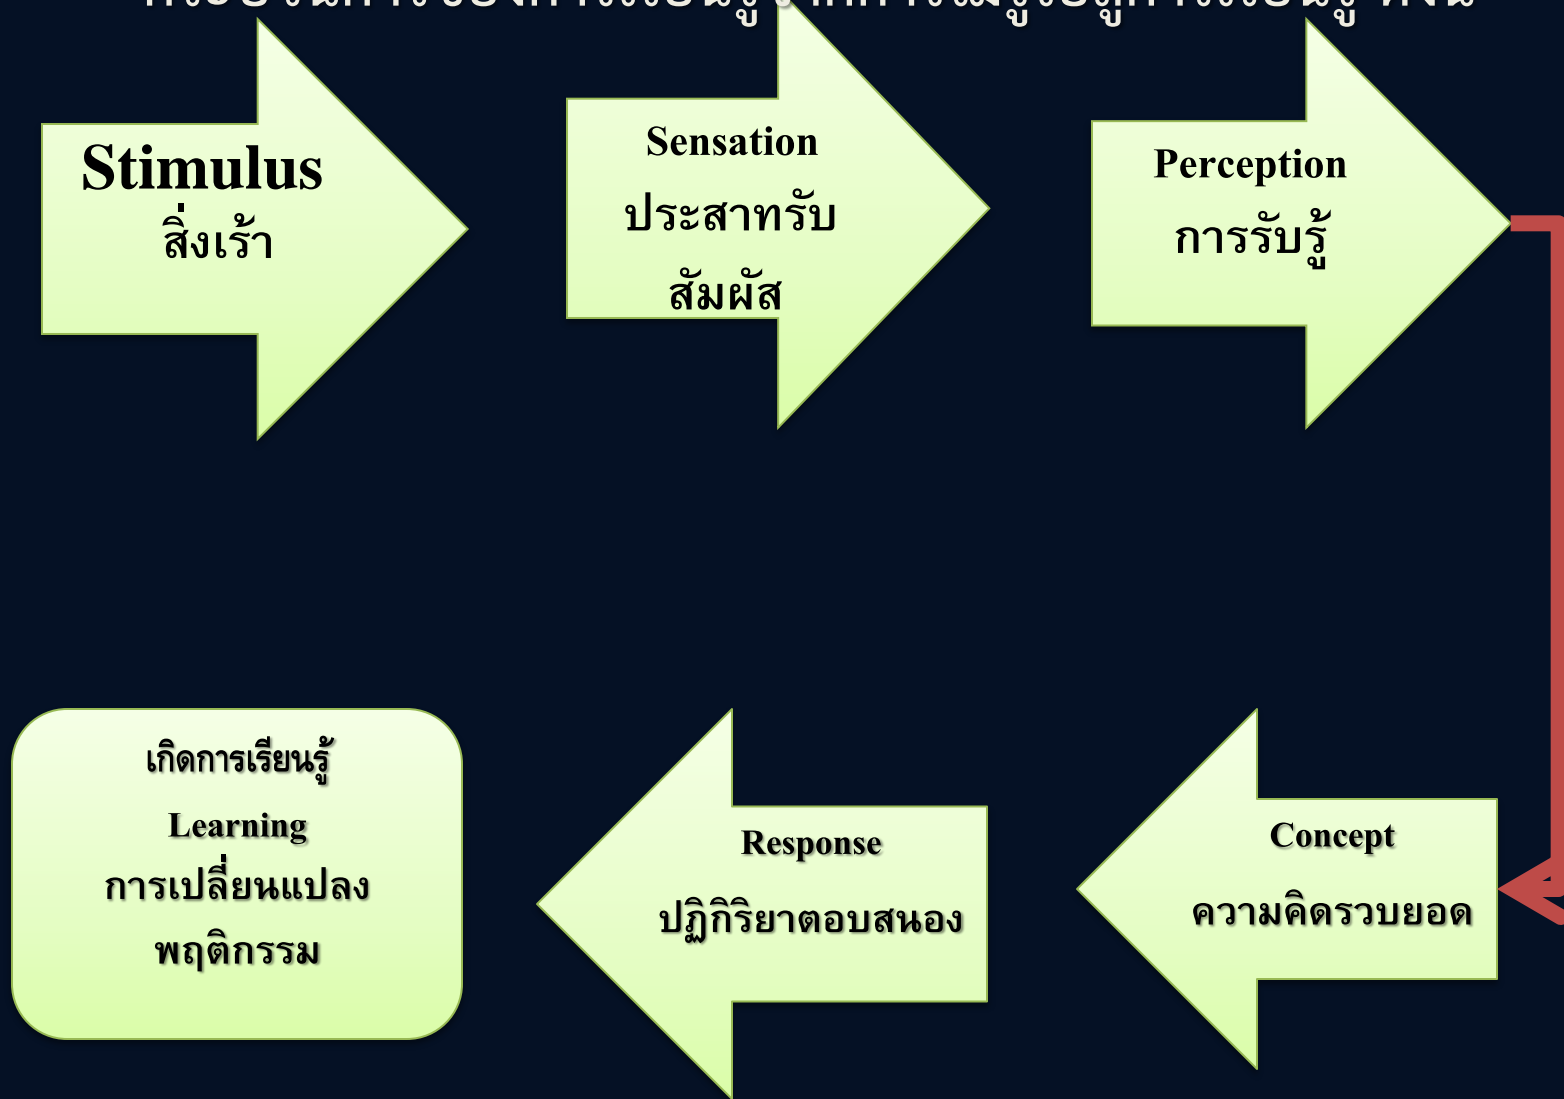 Stimulus
สิ่งเร้า
Sensation
ประสาทรับ
สัมผัส
Perception
การรับรู้
เกิดการเรียนรู้
Learning
การเปลี่ยนแปลง
พฤติกรรม
Response
ปฏิกิริยาตอบสนอง
Concept
ความคิดรวบยอด